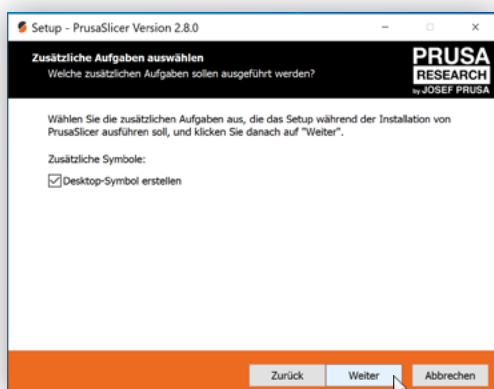 Setup - PrusaSlicer Version 2.8.0
Zusätzliche Aufgaben auswählen
Welche zusätzlichen Aufgaben sollen ausgeführt werden?
PRUSA
RESEARCH
by JOSEF PRUSA
Wählen Sie die zusätzlichen Aufgaben aus, die das Setup während der Installation von
PrusaSlicer ausführen soll, und klicken Sie danach auf "Weiter".
Zusätzliche Symbole:
Desktop-Symbol erstellen
Zurück
Weiter
Abbrechen